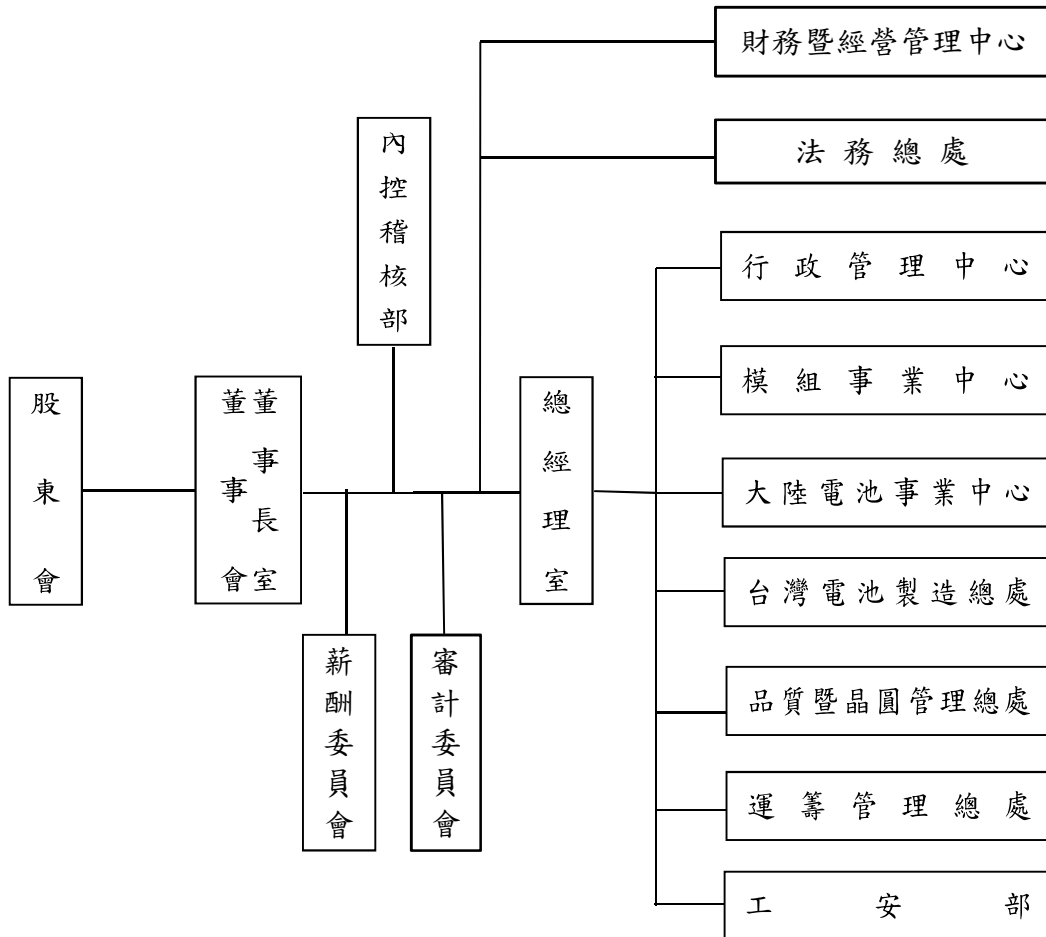 財務暨經營管理中心
法務總處
內控稽核部
行政管理中心
模組事業中心
股東會
董事會
董事長室
總經理室
大陸電池事業中心
台灣電池製造總處
薪酬委員會
審計委員會
品質暨晶圓管理總處
運籌管理總處
工安部